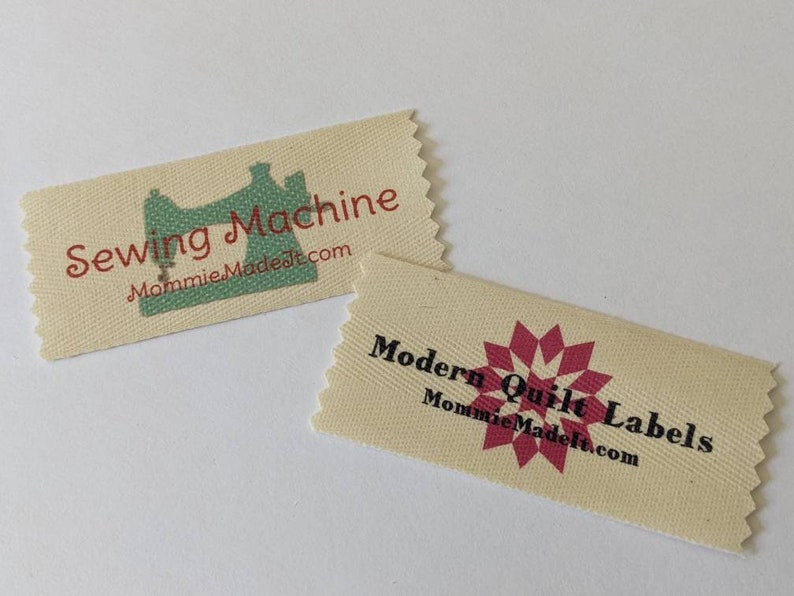 Sewing Machine
MommieMadeIt.com
Modern Quilt Labels
MommieMadeIt.com